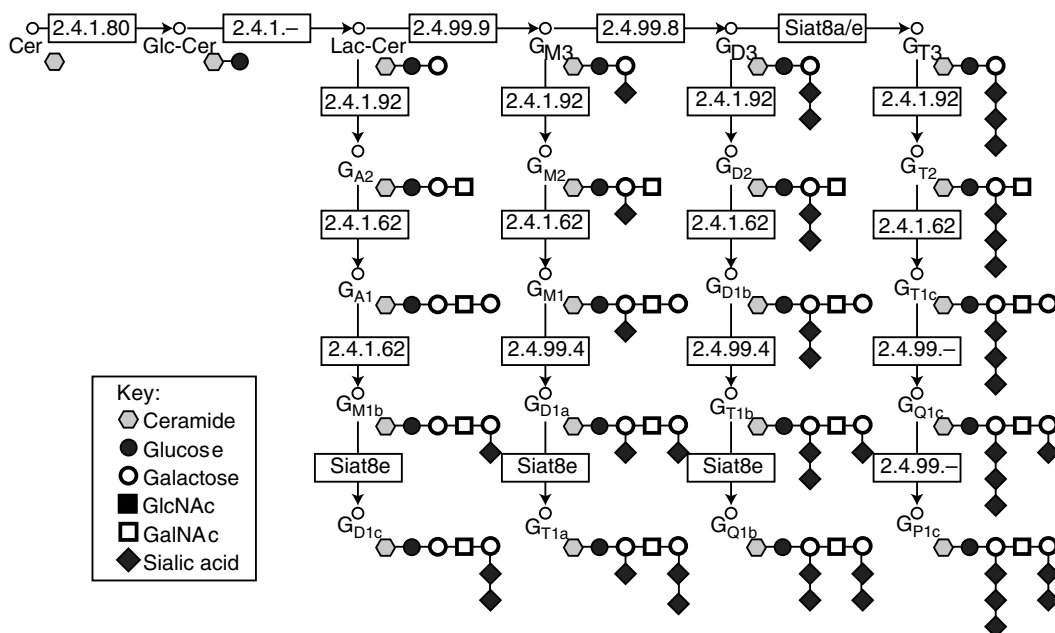 2.4.1.80 2.4.1.– 2.4.99.9 2.4.99.8 Siat8a/e
Cer Glc-Cer Lac-Cer GM3 GD3 GT3
2.4.1.92 2.4.1.92 2.4.1.92 2.4.1.92
GA2 GM2 GD2 GT2
2.4.1.62 2.4.1.62 2.4.1.62 2.4.1.62
GA1 GM1 GD1b GT1c
2.4.1.62 2.4.99.4 2.4.99.4 2.4.99.–
GM1b GD1a GT1b GQ1c
Siat8e Siat8e Siat8e 2.4.99.–
GD1c GT1a GQ1b GP1c
Key:
Ceramide
Glucose
Galactose
GlcNAc
GalNAc
Sialic acid